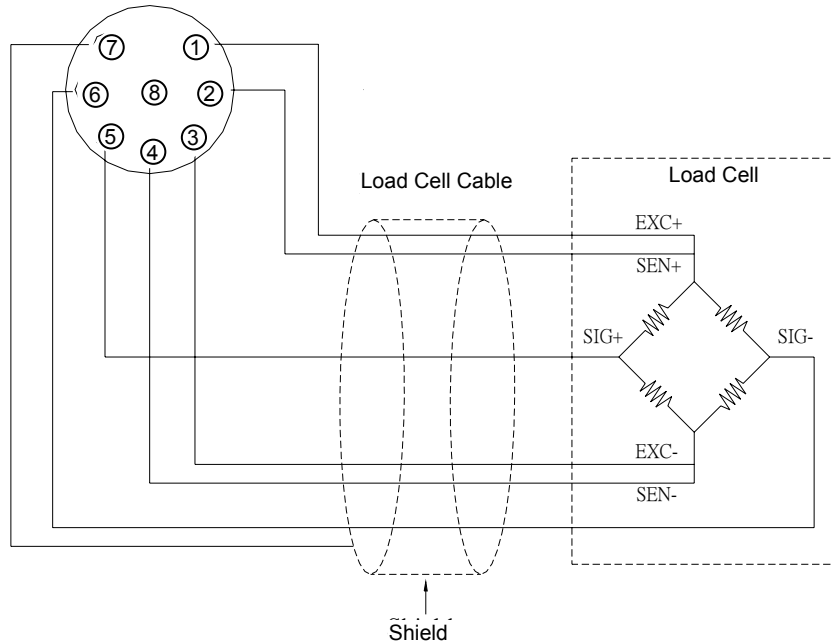 7
1
6
8
2
5
4
3
Load Cell Cable
Load Cell
EXC+
SEN+
SIG+
SIG-
EXC-
SEN-
Shield